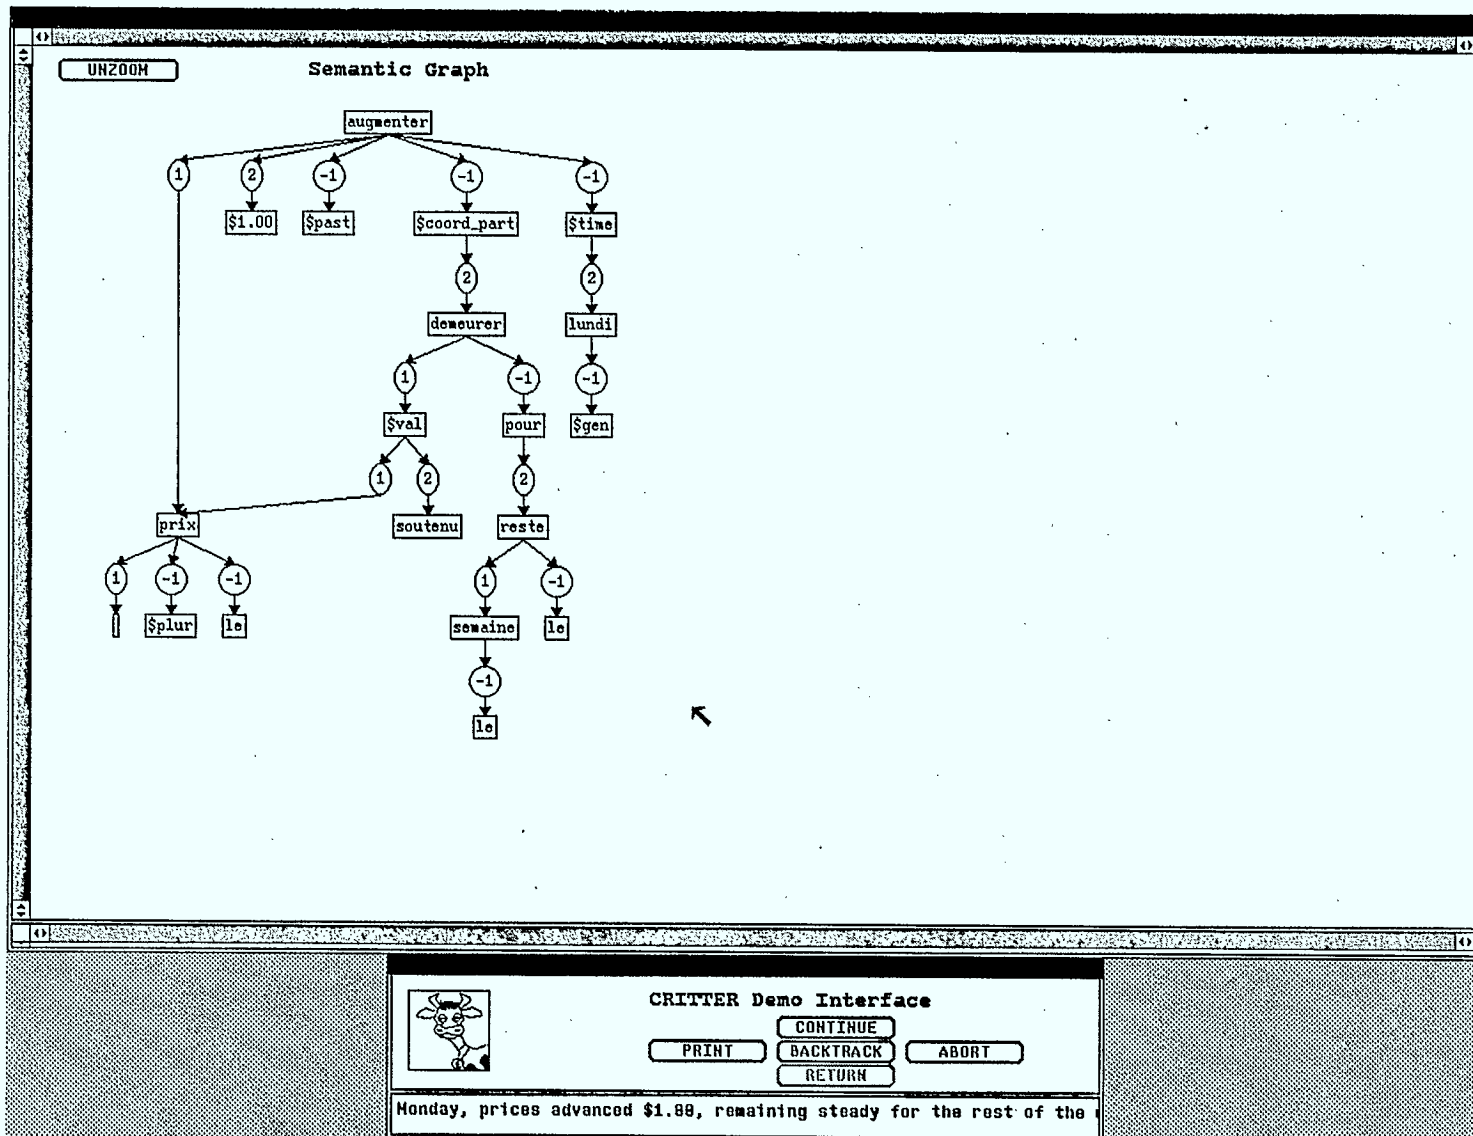 UNZOOM
Semantic Graph
augmenter
1 2 -1 -1 -1
$1.00 $past $coord_part $time
2 2
demeurer lundi
1 -1 -1
$val pour $gen
1 2 2
prix soutenu reste
1 -1 -1 1 -1
$plur le semaine le
-1
le
CRITTER Demo Interface
CONTINUE
PRINT BACKTRACK ABORT
RETURN
Monday, prices advanced $1.00, remaining steady for the rest of the